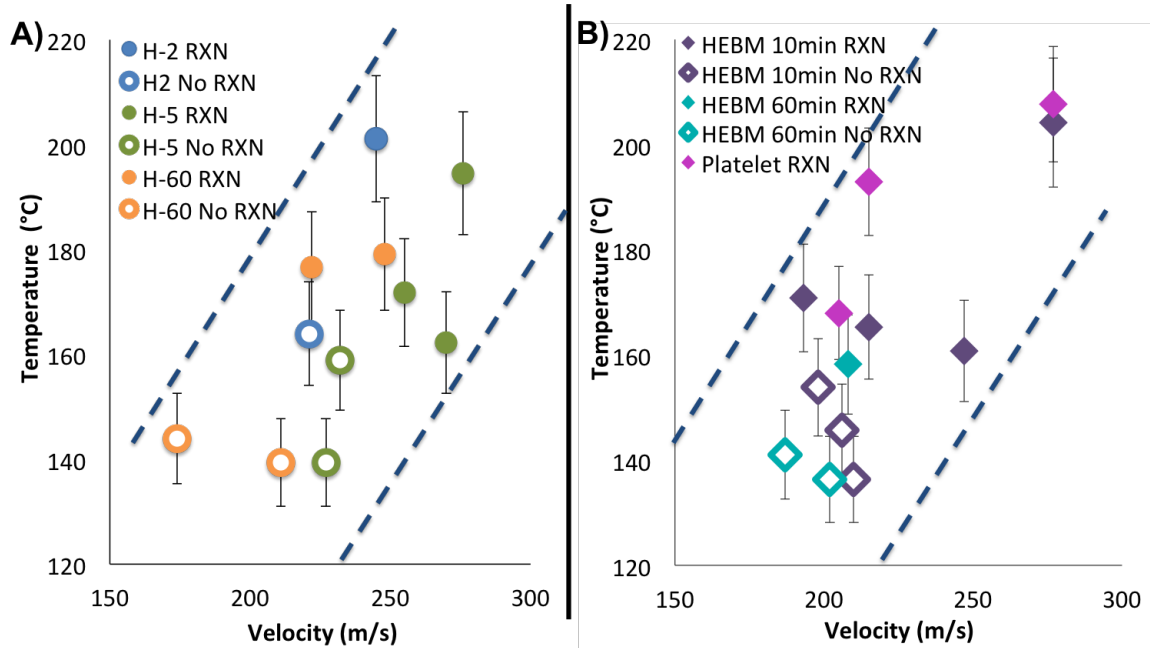 A)
H-2 RXN
H2 No RXN
H-5 RXN
H-5 No RXN
H-60 RXN
H-60 No RXN
220
200
180
160
140
120
Temperature (°C)
150
200
250
300
Velocity (m/s)
B)
HEBM 10min RXN
HEBM 10min No RXN
HEBM 60min RXN
HEBM 60min No RXN
Platelet RXN
220
200
180
160
140
120
Temperature (°C)
150
200
250
300
Velocity (m/s)